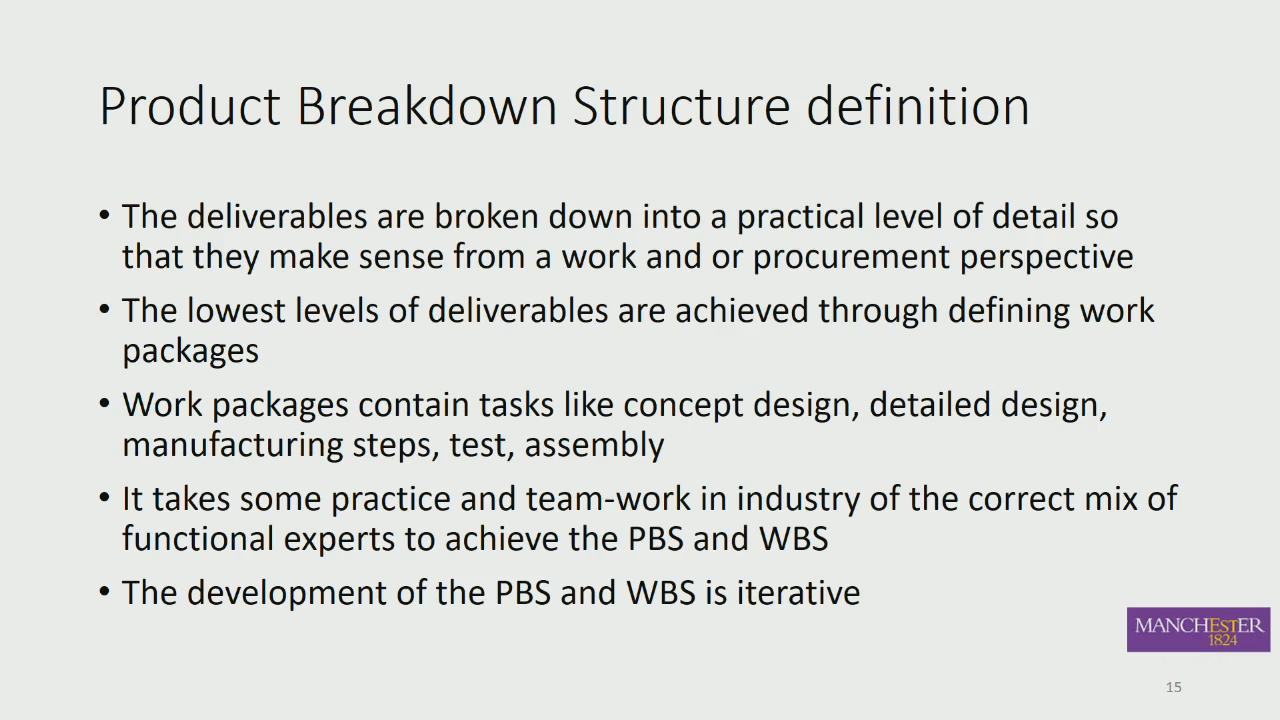 Product Breakdown Structure definition
• The deliverables are broken down into a practical level of detail so
that they make sense from a work and or procurement perspective
• The lowest levels of deliverables are achieved through defining work
packages
• Work packages contain tasks like concept design, detailed design,
manufacturing steps, test, assembly
• It takes some practice and team-work in industry of the correct mix of
functional experts to achieve the PBS and WBS
• The development of the PBS and WBS is iterative
MANCHESTER
1824
15